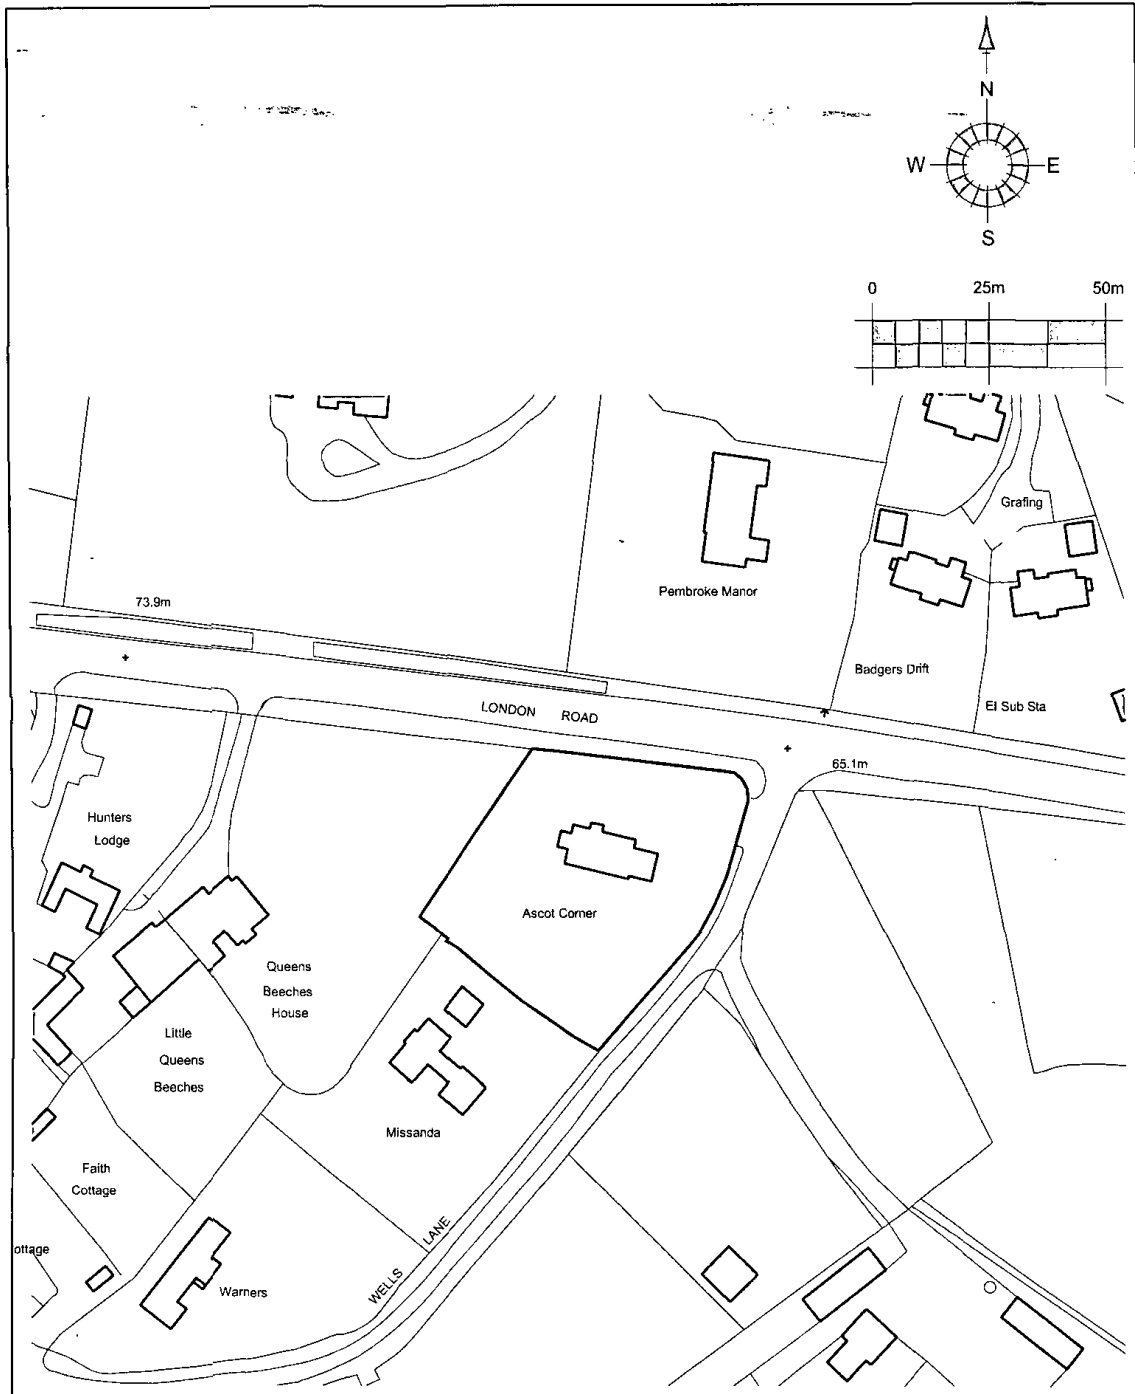 N
W E
S
0 25m 50m
Grafing
Pembroke Manor
73.9m
Badgers Drift
El Sub Sta
LONDON ROAD
65.1m
Hunters
Lodge
Ascot Corner
Queens
Beeches
House
Little
Queens
Beeches
Missanda
Faith
Cottage
ottage
WELLS LANE
Warners